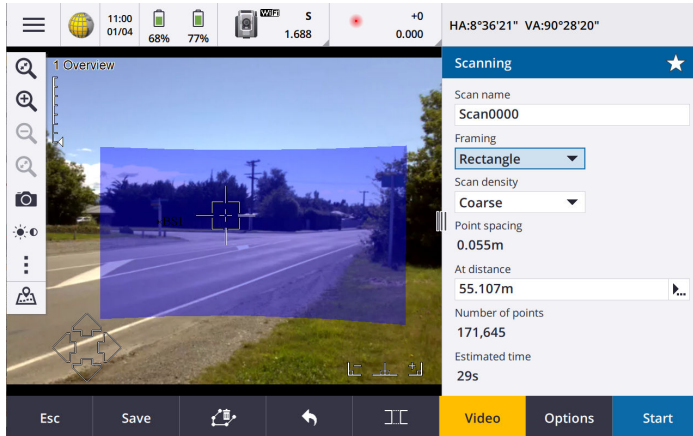 11:00
01/04
68%
77%
WiFi
S
1.688
+0
0.000
HA:8°36'21" VA:90°28'20"
1 Overview
Scanning
Scan name
Scan0000
Framing
Rectangle
Scan density
Coarse
Point spacing
0.055m
At distance
55.107m
Number of points
171,645
Estimated time
29s
Esc
Save
Video
Options
Start